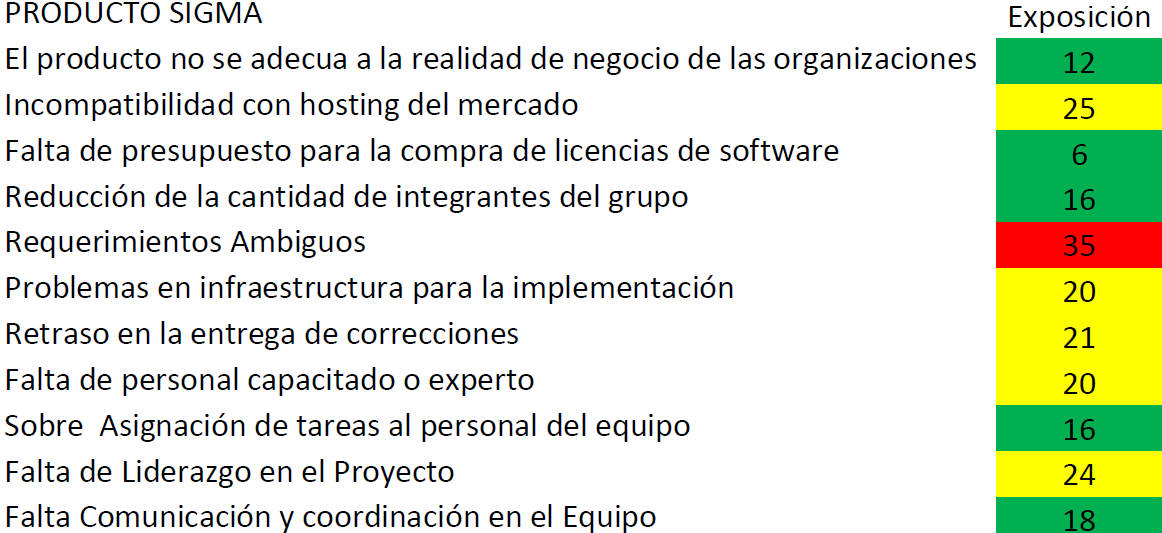 PRODUCTO SIGMA Exposición
El producto no se adecua a la realidad de negocio de las organizaciones 12
Incompatibilidad con hosting del mercado 25
Falta de presupuesto para la compra de licencias de software 6
Reducción de la cantidad de integrantes del grupo 16
Requerimientos Ambiguos 35
Problemas en infraestructura para la implementación 20
Retraso en la entrega de correcciones 21
Falta de personal capacitado o experto 20
Sobre  Asignación de tareas al personal del equipo 16
Falta de Liderazgo en el Proyecto 24
Falta Comunicación y coordinación en el Equipo 18